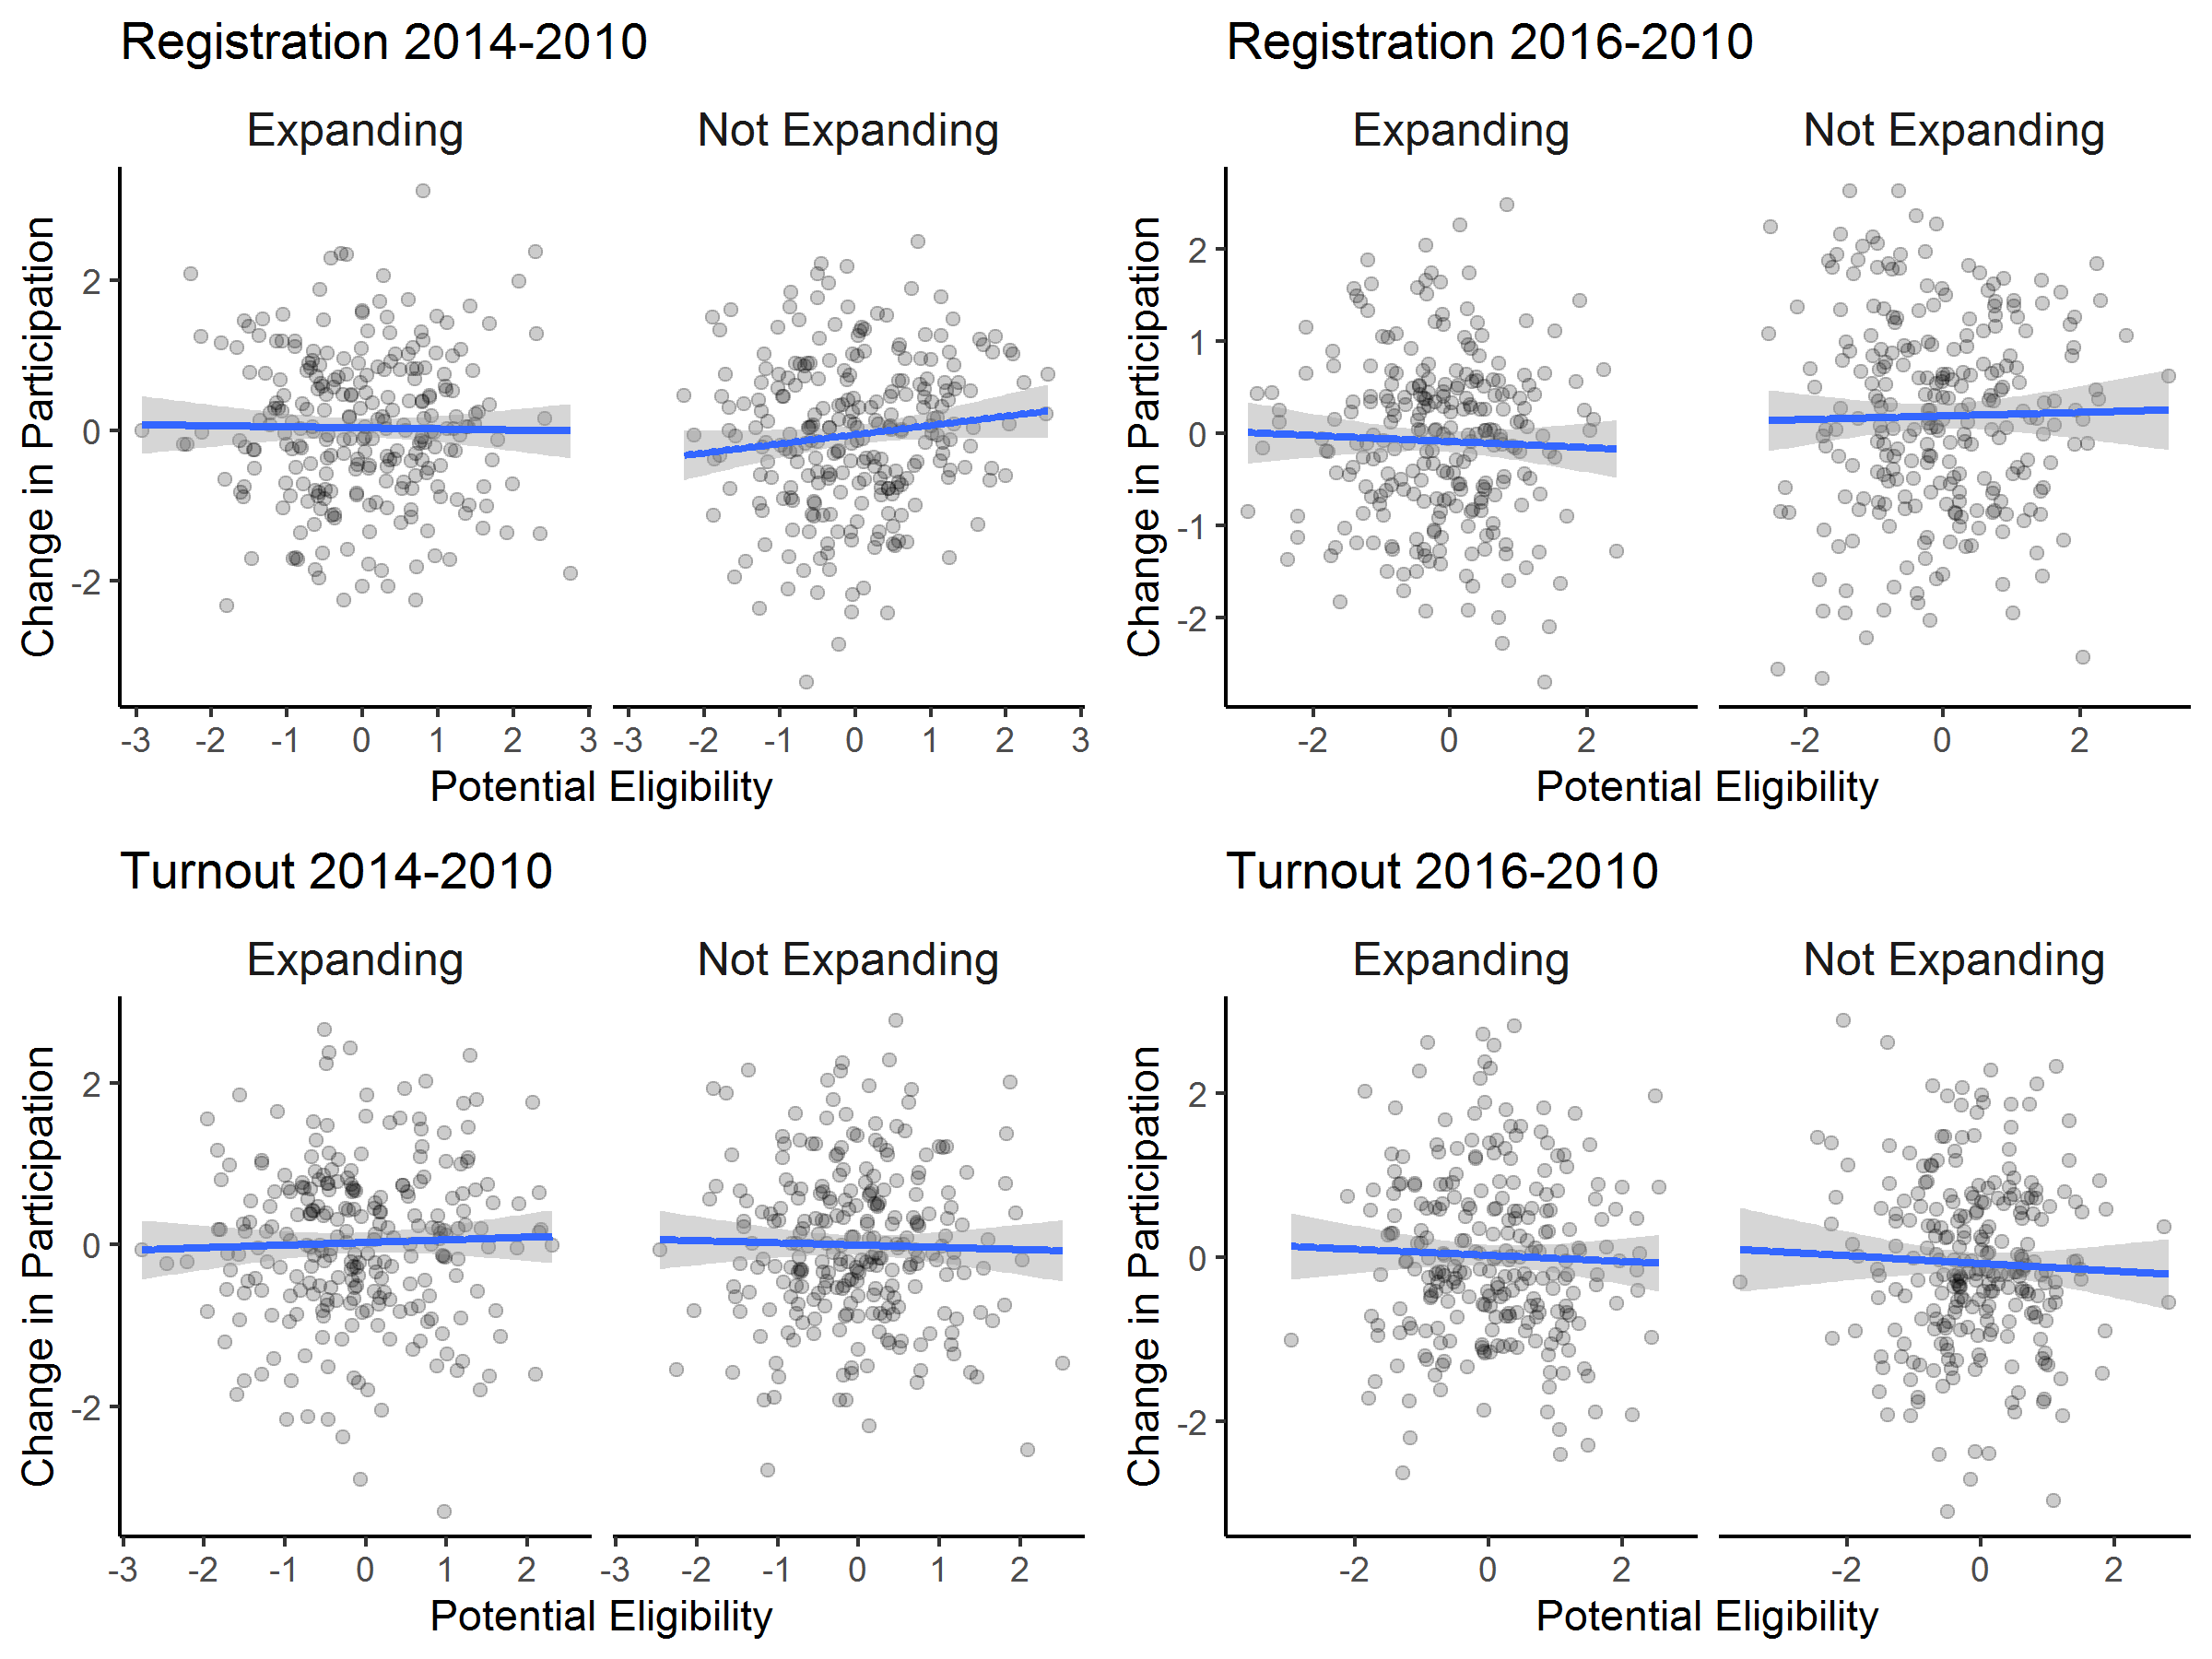 Registration 2014-2010
Expanding
Not Expanding
Change in Participation
2
0
-2
-3 -2 -1 0 1 2 3
-3 -2 -1 0 1 2 3
Potential Eligibility
Registration 2016-2010
Expanding
Not Expanding
Change in Participation
2
1
0
-1
-2
-2 0 2
-2 0 2
Potential Eligibility
Turnout 2014-2010
Expanding
Not Expanding
Change in Participation
2
0
-2
-3 -2 -1 0 1 2
-3 -2 -1 0 1 2
Potential Eligibility
Turnout 2016-2010
Expanding
Not Expanding
Change in Participation
2
0
-2
-2 0 2
-2 0 2
Potential Eligibility